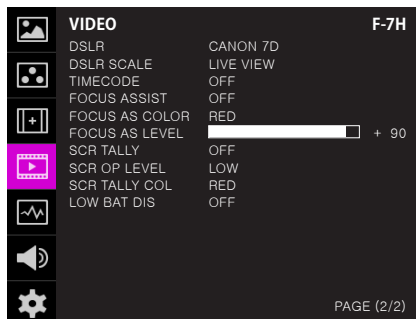 VIDEO F-7H
DSLR CANON 7D
DSLR SCALE LIVE VIEW
TIMECODE OFF
FOCUS ASSIST OFF
FOCUS AS COLOR RED
FOCUS AS LEVEL + 90
SCR TALLY OFF
SCR OP LEVEL LOW
SCR TALLY COL RED
LOW BAT DIS OFF
PAGE (2/2)